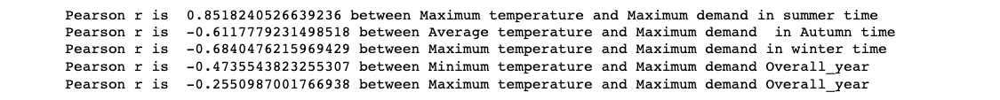 Pearson r is  0.8518240526639236 between Maximum temperature and Maximum demand in summer time
Pearson r is  -0.6117779231498518 between Average temperature and Maximum demand  in Autumn time
Pearson r is  -0.6840476215969429 between Maximum temperature and Maximum demand in winter time
Pearson r is  -0.4735543823255307 between Minimum temperature and Maximum demand Overall_year
Pearson r is  -0.2550987001766938 between Maximum temperature and Maximum demand Overall_year